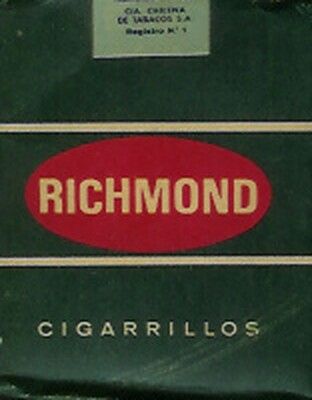 CIA. CHILENA
DE TABACOS S.A
Registro N.º 1
RICHMOND
CIGARRILLOS